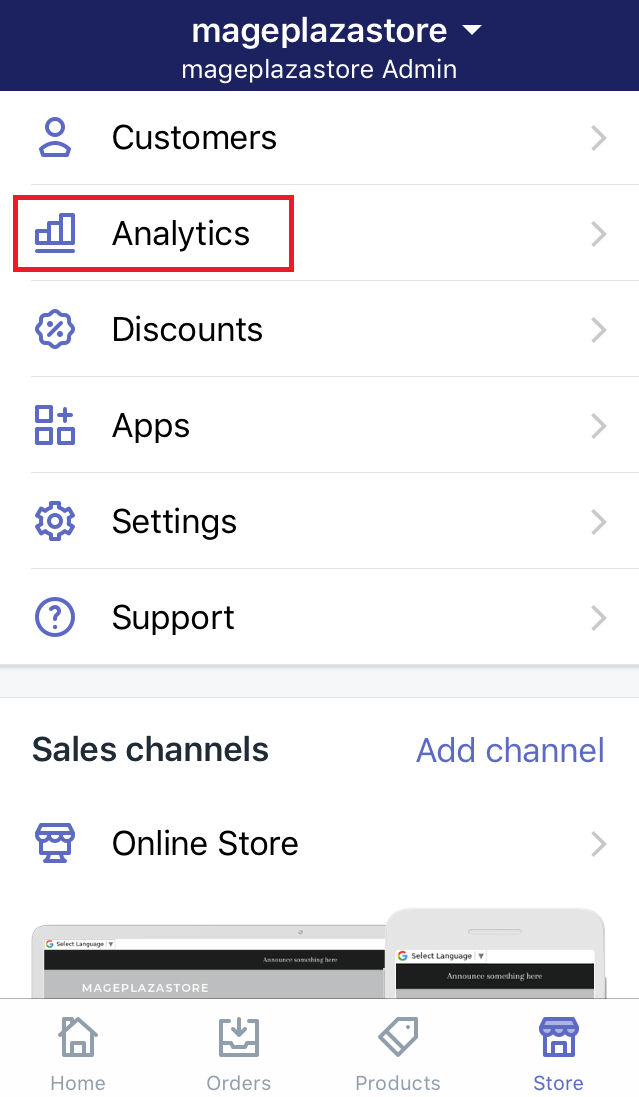 mageplazastore
mageplazastore Admin
Customers
Analytics
Discounts
Apps
Settings
Support
Sales channels
Add channel
Online Store
G Select Language ▼
Announce something here
MAGEPLAZASTORE
G Select Language ▼
Announce something here
Home
Orders
Products
Store